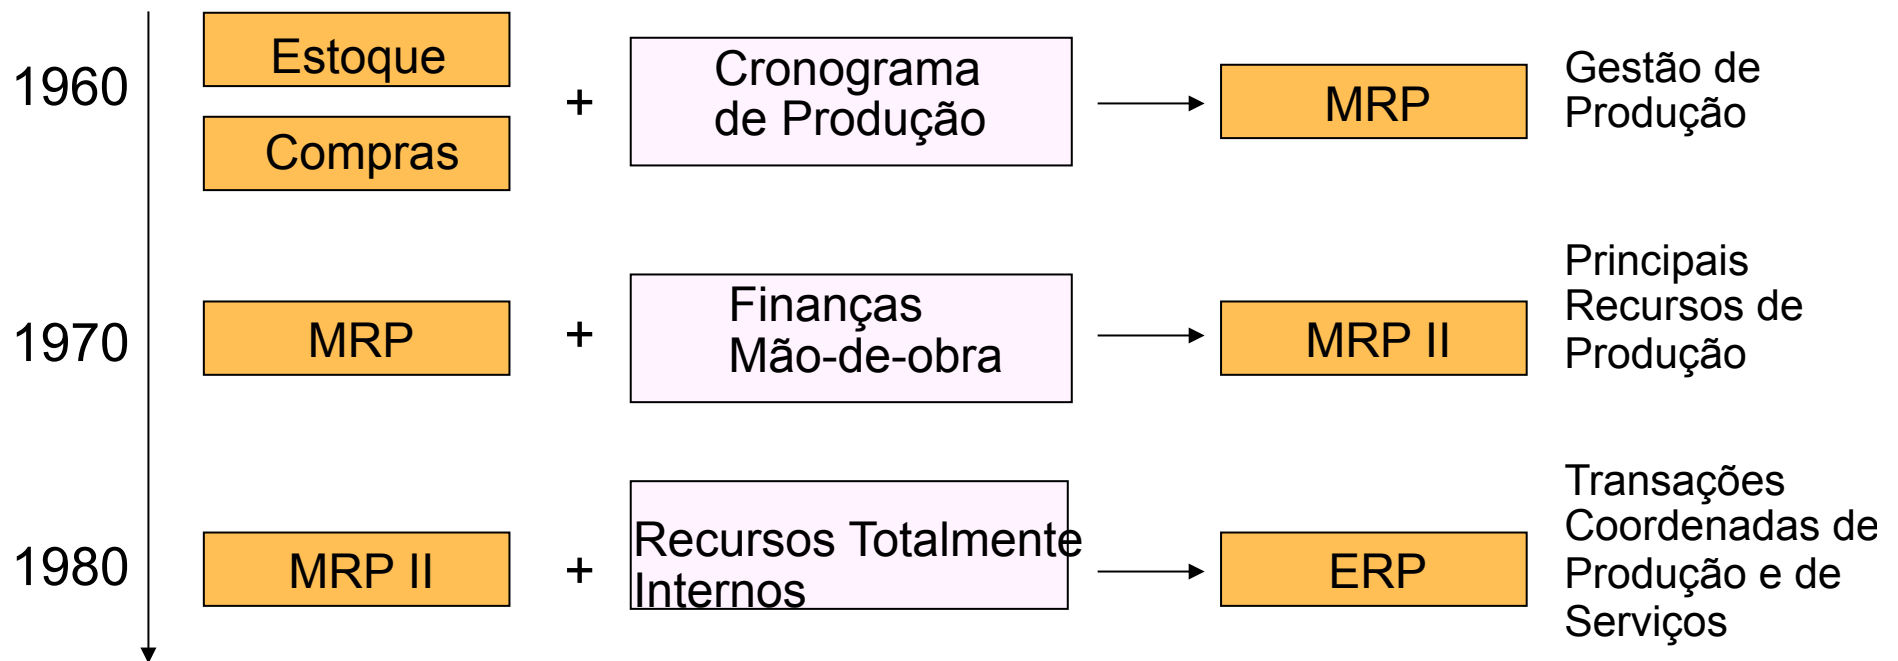 1960
Estoque
Compras
+
Cronograma
de Produção
MRP
Gestão de
Produção
1970
MRP
+
Finanças
Mão-de-obra
MRP II
Principais
Recursos de
Produção
1980
MRP II
+
Recursos Totalmente
Internos
ERP
Transações
Coordenadas de
Produção e de
Serviços